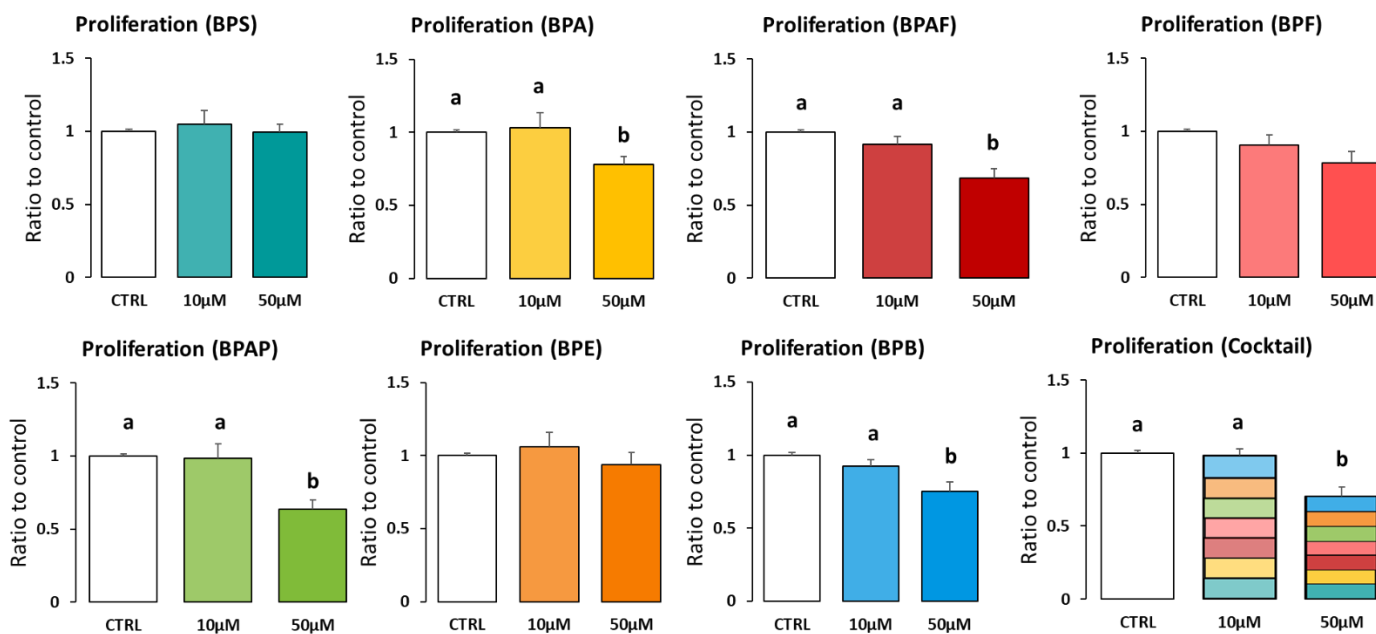 Proliferation (BPS)
Ratio to control
1.5
1
0.5
0
CTRL 10µM 50µM
Proliferation (BPA)
Ratio to control
1.5
1
0.5
0
a a b
CTRL 10µM 50µM
Proliferation (BPAF)
Ratio to control
1.5
1
0.5
0
a a b
CTRL 10µM 50µM
Proliferation (BPF)
Ratio to control
1.5
1
0.5
0
CTRL 10µM 50µM
Proliferation (BPAP)
Ratio to control
1.5
1
0.5
0
a a b
CTRL 10µM 50µM
Proliferation (BPE)
Ratio to control
1.5
1
0.5
0
CTRL 10µM 50µM
Proliferation (BPB)
Ratio to control
1.5
1
0.5
0
a a b
CTRL 10µM 50µM
Proliferation (Cocktail)
Ratio to control
1.5
1
0.5
0
a a b
CTRL 10µM 50µM